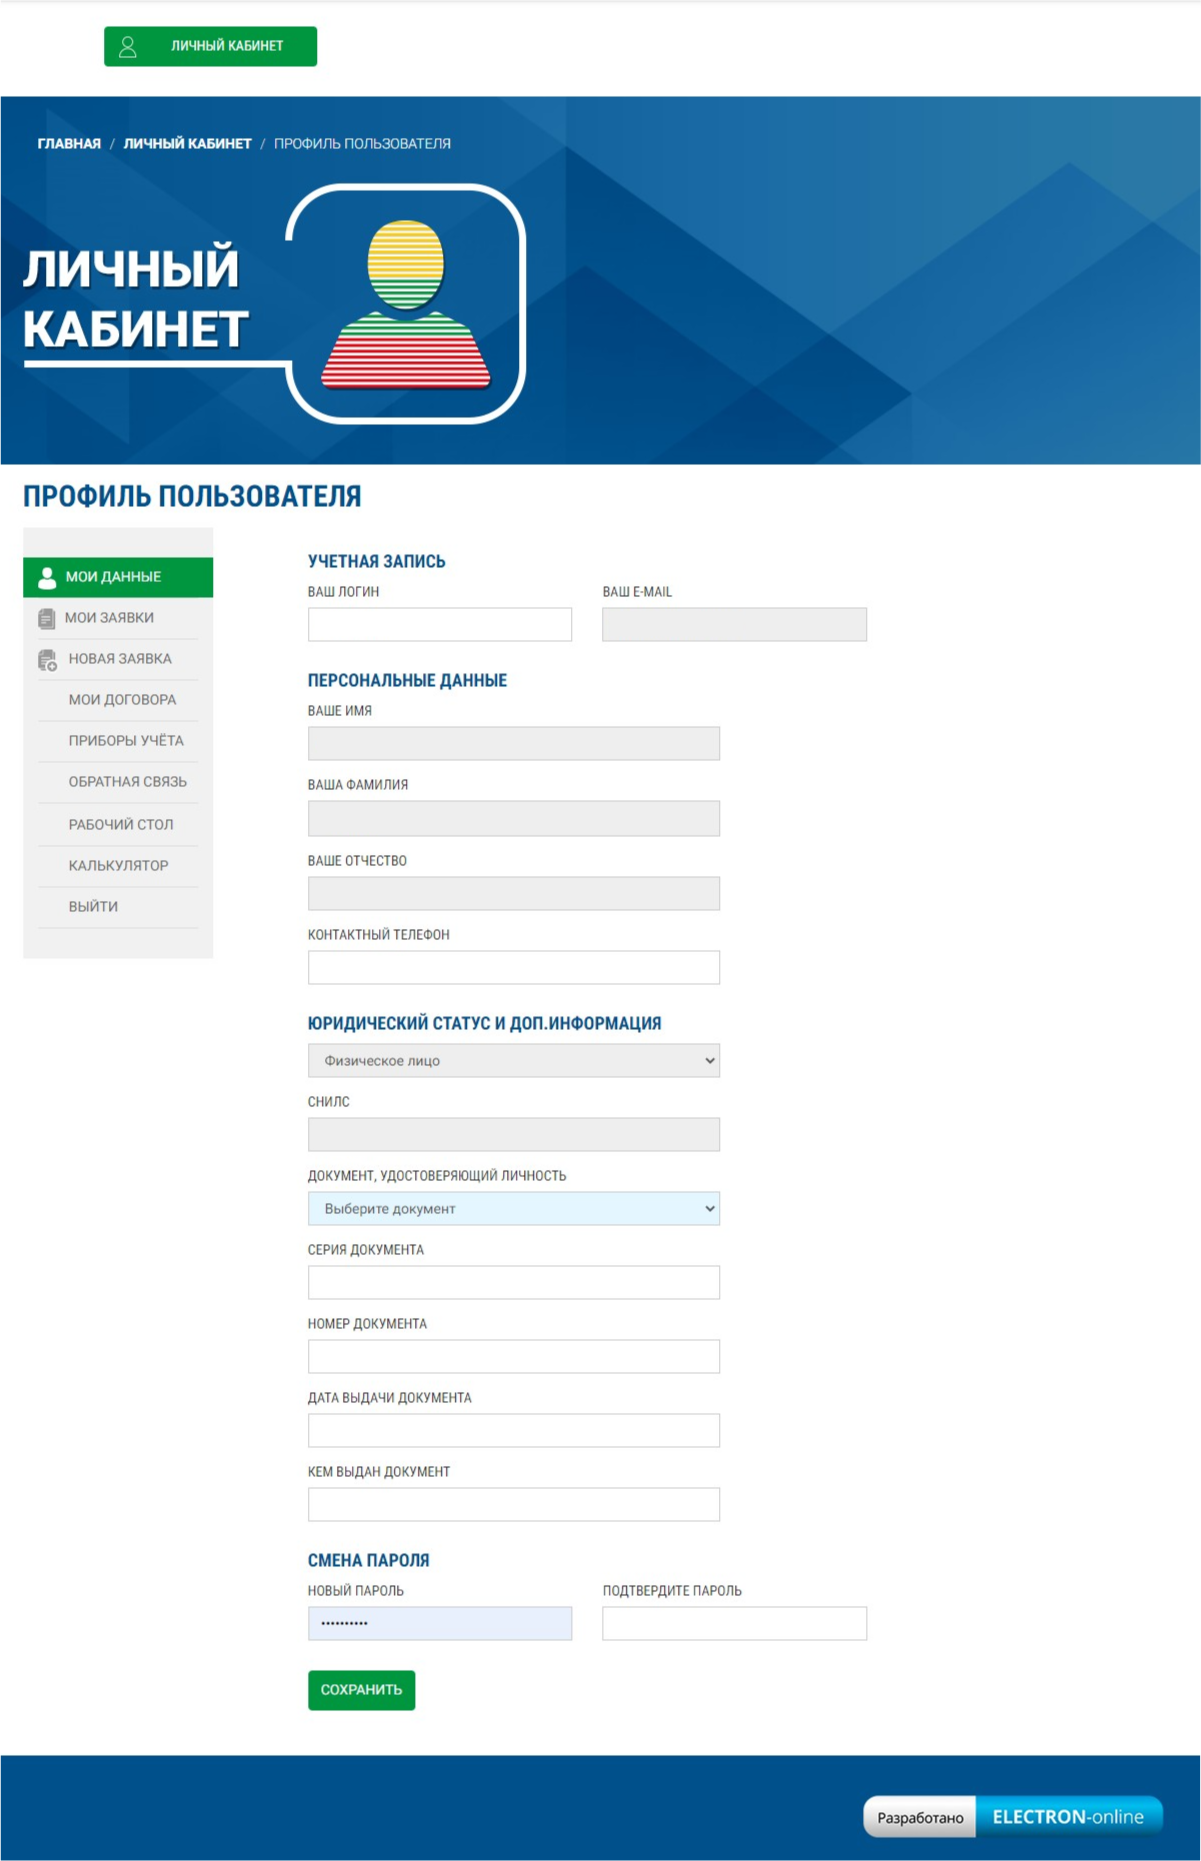 ЛИЧНЫЙ КАБИНЕТ
ГЛАВНАЯ / ЛИЧНЫЙ КАБИНЕТ / ПРОФИЛЬ ПОЛЬЗОВАТЕЛЯ
ЛИЧНЫЙ
КАБИНЕТ
ПРОФИЛЬ ПОЛЬЗОВАТЕЛЯ
МОИ ДАННЫЕ
МОИ ЗАЯВКИ
НОВАЯ ЗАЯВКА
МОИ ДОГОВОРА
ПРИБОРЫ УЧЁТА
ОБРАТНАЯ СВЯЗЬ
РАБОЧИЙ СТОЛ
КАЛЬКУЛЯТОР
ВЫЙТИ
УЧЕТНАЯ ЗАПИСЬ
ВАШ ЛОГИН
ВАШ E-MAIL
ПЕРСОНАЛЬНЫЕ ДАННЫЕ
ВАШЕ ИМЯ
ВАША ФАМИЛИЯ
ВАШЕ ОТЧЕСТВО
КОНТАКТНЫЙ ТЕЛЕФОН
ЮРИДИЧЕСКИЙ СТАТУС И ДОП.ИНФОРМАЦИЯ
Физическое лицо
СНИЛС
ДОКУМЕНТ, УДОСТОВЕРЯЮЩИЙ ЛИЧНОСТЬ
Выберите документ
СЕРИЯ ДОКУМЕНТА
НОМЕР ДОКУМЕНТА
ДАТА ВЫДАЧИ ДОКУМЕНТА
КЕМ ВЫДАН ДОКУМЕНТ
СМЕНА ПАРОЛЯ
НОВЫЙ ПАРОЛЬ
ПОДТВЕРДИТЕ ПАРОЛЬ
••••••••••
СОХРАНИТЬ
Разработано ELECTRON-online